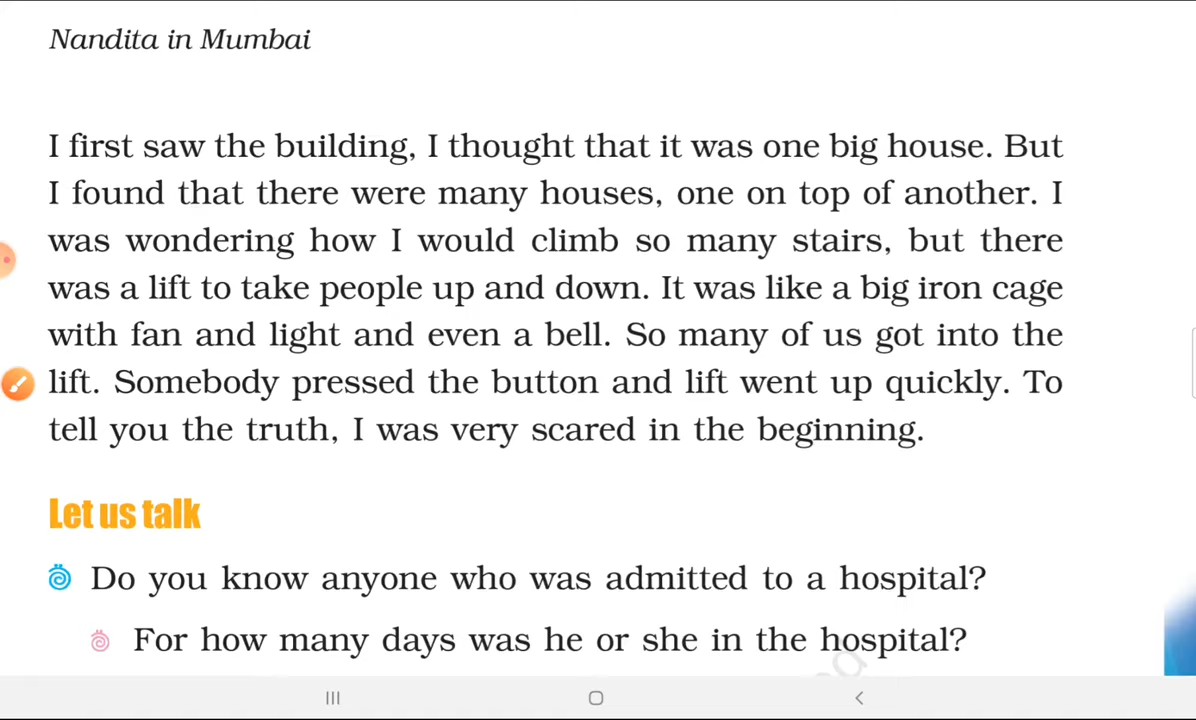 Nandita in Mumbai
I first saw the building, I thought that it was one big house. But
I found that there were many houses, one on top of another. I
was wondering how I would climb so many stairs, but there
was a lift to take people up and down. It was like a big iron cage
with fan and light and even a bell. So many of us got into the
lift. Somebody pressed the button and lift went up quickly. To
tell you the truth, I was very scared in the beginning.
Let us talk
Do you know anyone who was admitted to a hospital?
For how many days was he or she in the hospital?